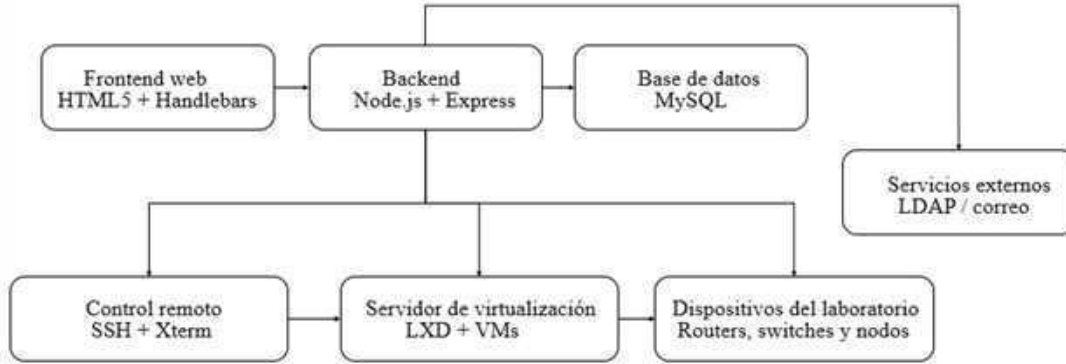 Frontend web
HTML5 + Handlebars
Backend
Node.js + Express
Base de datos
MySQL
Servicios externos
LDAP / correo
Control remoto
SSH + Xterm
Servidor de virtualización
LXD + VMs
Dispositivos del laboratorio
Routers, switches y nodos